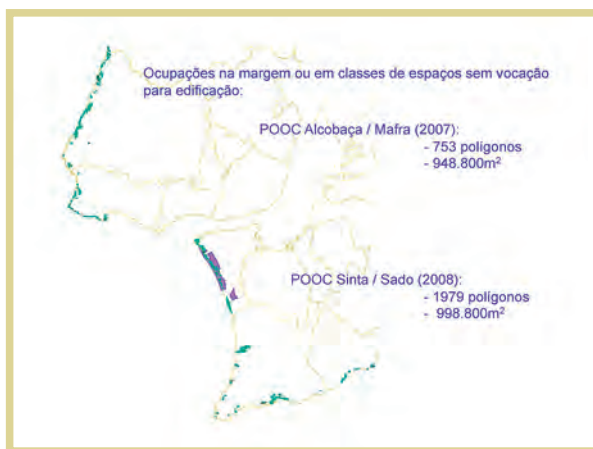 Ocupações na margem ou em classes de espaços sem vocação
para edificação:
POOC Alcobaça / Mafra (2007):
- 753 poligonos
- 948.800m²
POOC Sinta / Sado (2008):
- 1979 polígonos
- 998.800m²